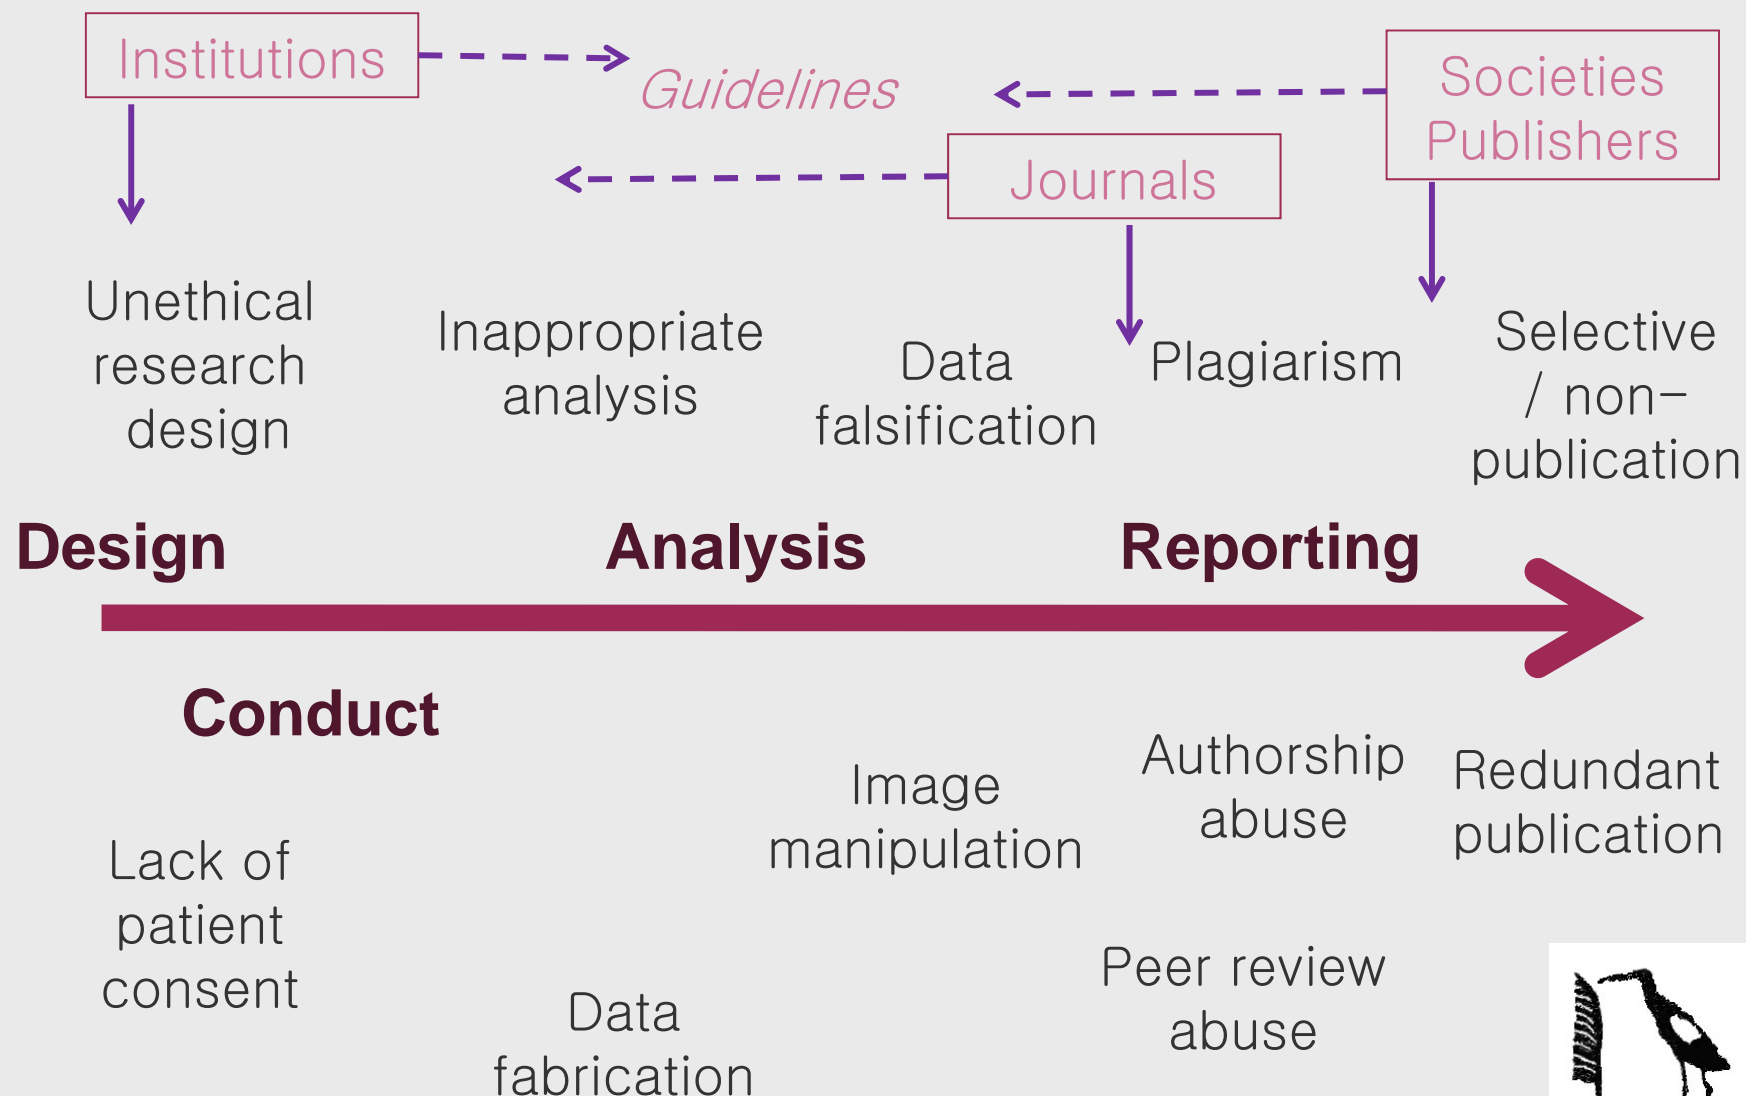 Institutions
Guidelines
Societies
Publishers
Journals
Unethical
research
design
Inappropriate
analysis
Data
falsification
Plagiarism
Selective
/ non-
publication
Design
Analysis
Reporting
Conduct
Lack of
patient
consent
Data
fabrication
Image
manipulation
Authorship
abuse
Peer review
abuse
Redundant
publication